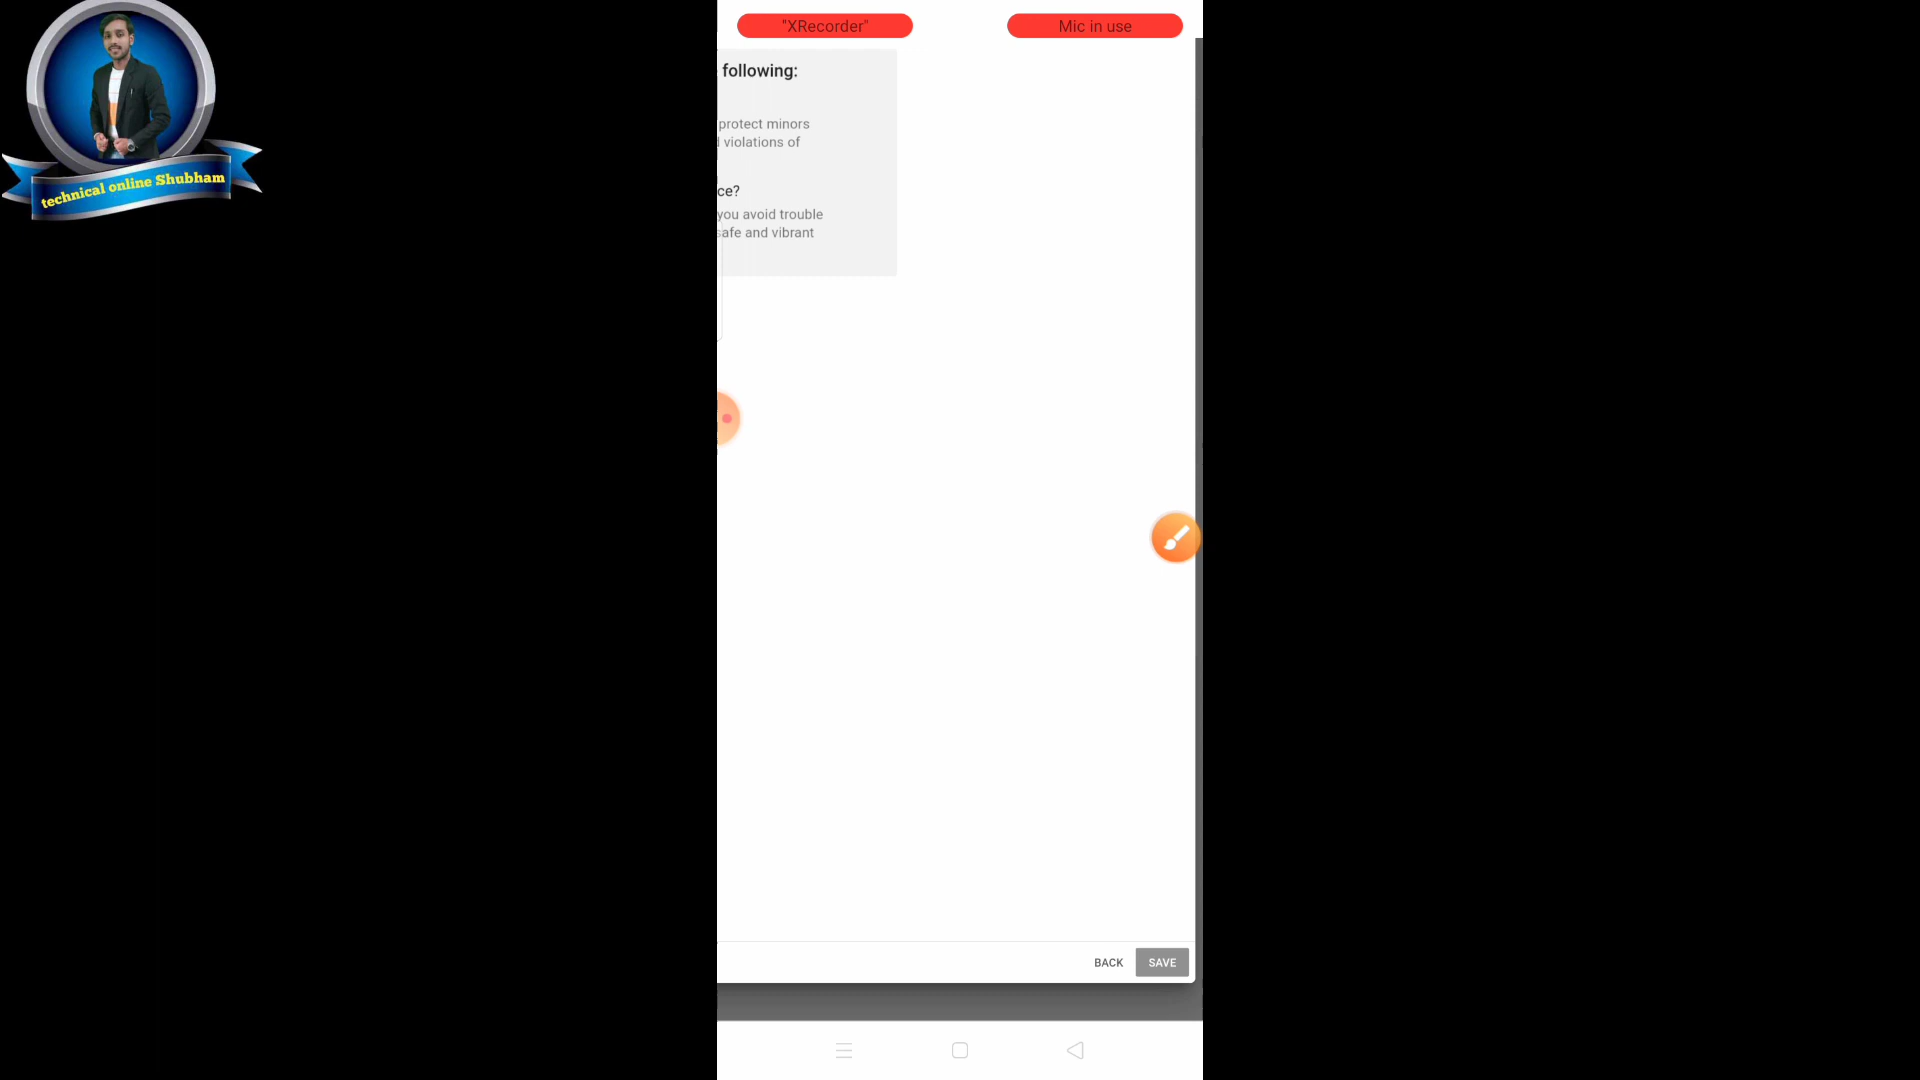 technical online Shubham
"XRecorder"
Mic in use
following:
protect minors
violations of
ce?
you avoid trouble
safe and vibrant
BACK
SAVE